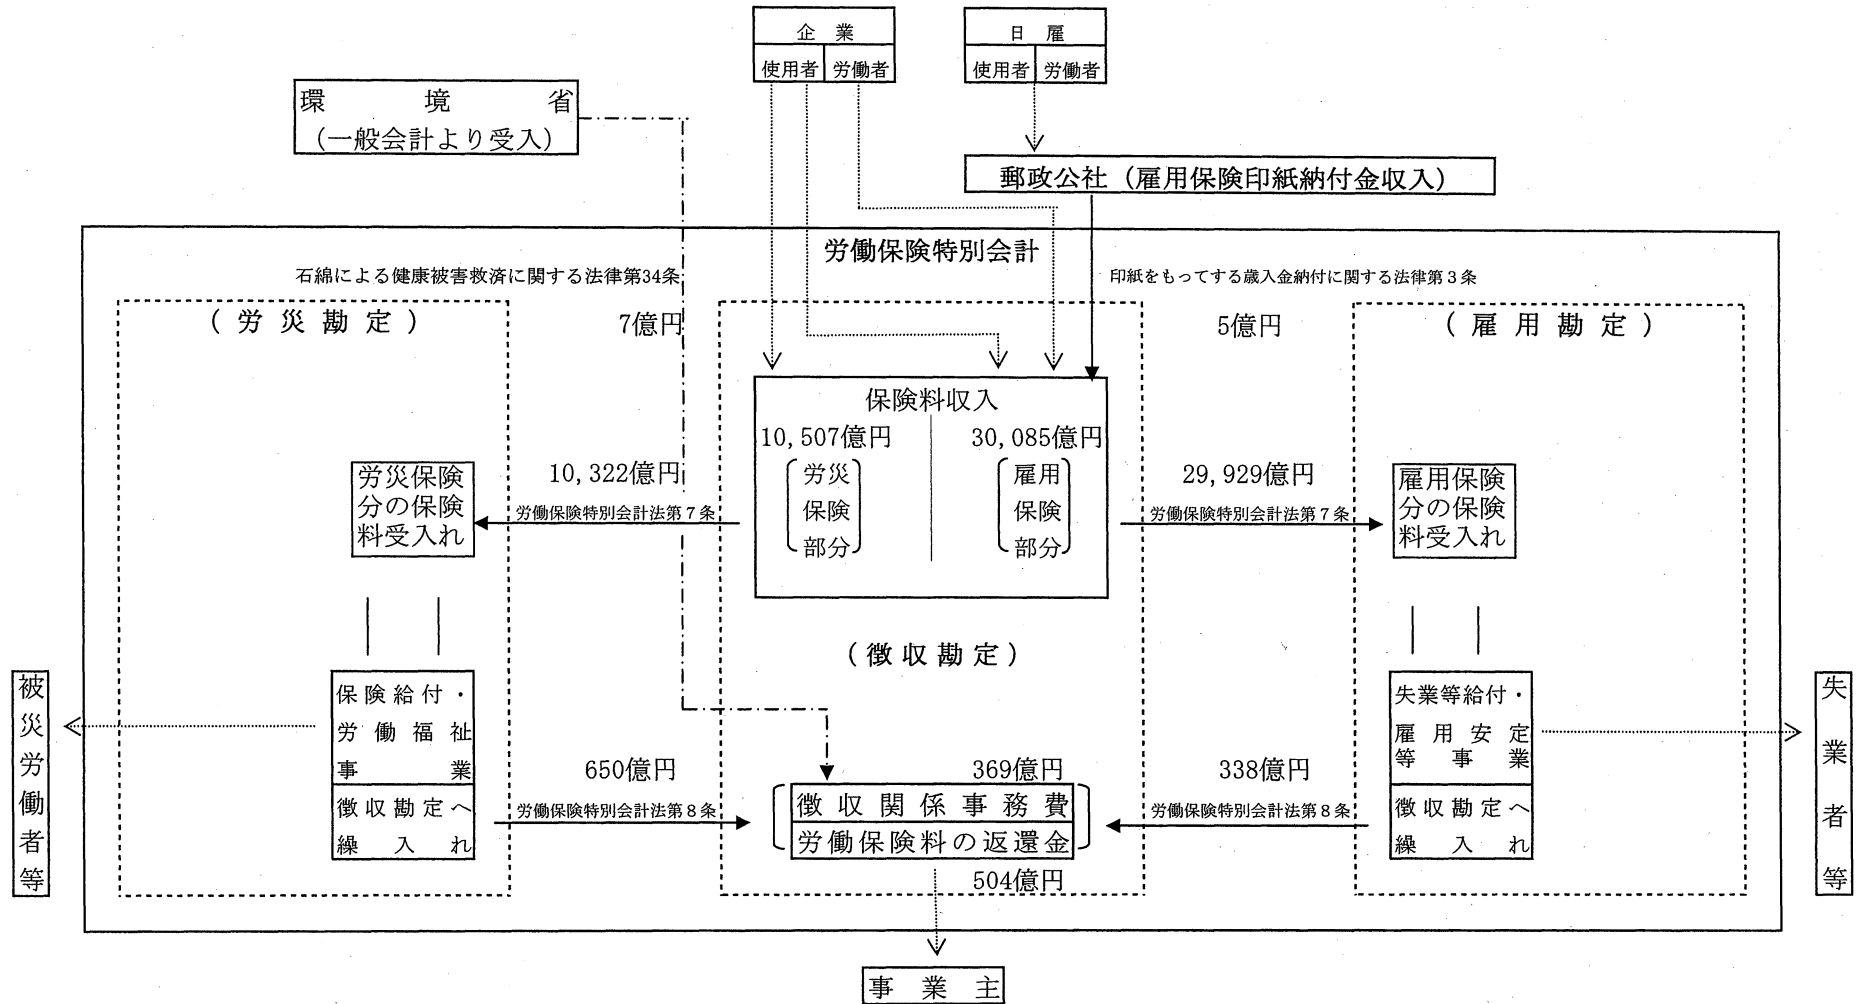 企業
使用者 労働者
日雇
使用者 労働者
環境省
(一般会計より受入)
郵政公社（雇用保険印紙納付金収入）
労働保険特別会計
石綿による健康被害救済に関する法律第34条
印紙をもってする歳入金納付に関する法律第３条
(労災勘定)
7億円
5億円
(雇用勘定)
保険料収入
10,507億円
30,085億円
労災
保険
部分
雇用
保険
部分
労災保険
分の保険
料受入れ
10,322億円
労働保険特別会計法第７条
29,929億円
労働保険特別会計法第７条
雇用保険
分の保険
料受入れ
(徴収勘定)
被災労働者等
保険給付・
労働福祉
事業
徴収勘定へ
繰入れ
650億円
労働保険特別会計法第８条
369億円
徴収関係事務費
労働保険料の返還金
504億円
338億円
労働保険特別会計法第８条
失業等給付・
雇用安定
等事業
徴収勘定へ
繰入れ
失業者等
事業主